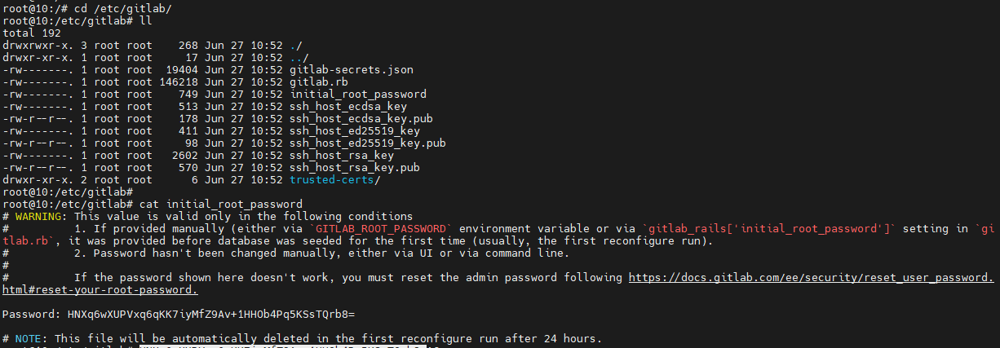 root@10:/# cd /etc/gitlab/
root@10:/etc/gitlab# ll
total 192
drwxrwxr-x. 3 root root    268 Jun 27 10:52 ./
drwxr-xr-x. 1 root root     17 Jun 27 10:52 ../
-rw-------. 1 root root  19404 Jun 27 10:52 gitlab-secrets.json
-rw-------. 1 root root 146218 Jun 27 10:52 gitlab.rb
-rw-------. 1 root root    749 Jun 27 10:52 initial_root_password
-rw-------. 1 root root    513 Jun 27 10:52 ssh_host_ecdsa_key
-rw-r--r--. 1 root root    178 Jun 27 10:52 ssh_host_ecdsa_key.pub
-rw-------. 1 root root    411 Jun 27 10:52 ssh_host_ed25519_key
-rw-r--r--. 1 root root     98 Jun 27 10:52 ssh_host_ed25519_key.pub
-rw-------. 1 root root   2602 Jun 27 10:52 ssh_host_rsa_key
-rw-r--r--. 1 root root    570 Jun 27 10:52 ssh_host_rsa_key.pub
drwxr-xr-x. 2 root root      6 Jun 27 10:52 trusted-certs/
root@10:/etc/gitlab#
root@10:/etc/gitlab# cat initial_root_password
# WARNING: This value is valid only in the following conditions
#          1. If provided manually (either via `GITLAB_ROOT_PASSWORD` environment variable or via `gitlab_rails['initial_root_password']` setting in `gi
tlab.rb`, it was provided before database was seeded for the first time (usually, the first reconfigure run).
#          2. Password hasn't been changed manually, either via UI or via command line.
#
#          If the password shown here doesn't work, you must reset the admin password following https://docs.gitlab.com/ee/security/reset_user_password.
html#reset-your-root-password.

Password: HNXq6wXUPVxq6qKK7iyMfZ9Av+1HHOb4Pq5KSsTQrb8=

# NOTE: This file will be automatically deleted in the first reconfigure run after 24 hours.